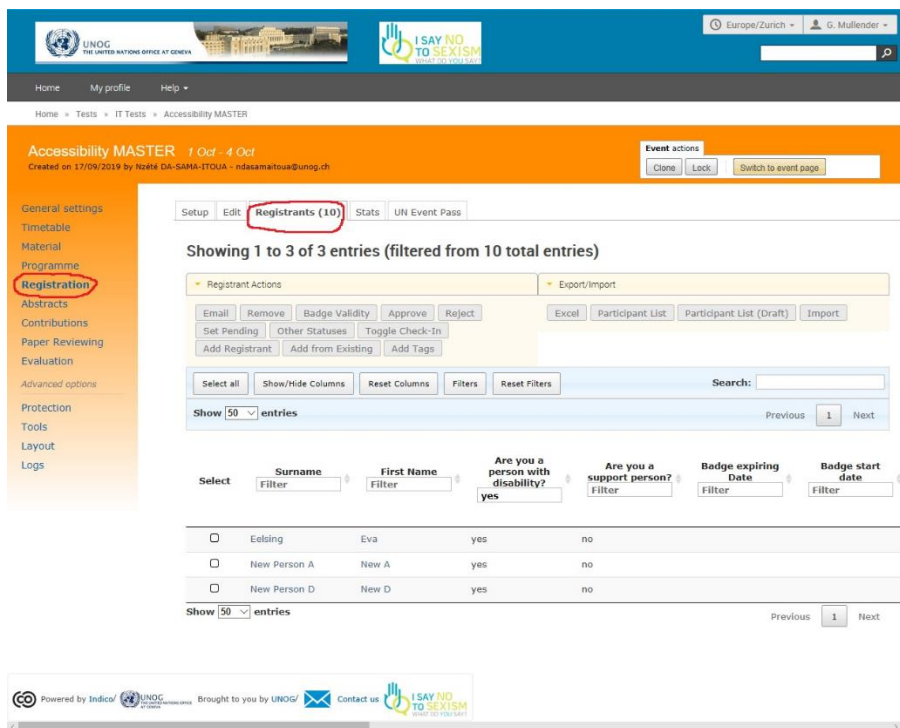 Europe/Zurich G. Mullender
UNOG
THE UNITED NATIONS OFFICE AT GENEVA
I SAY NO
TO SEXISM
WHAT DO YOU SAY?
Home My profile Help
Home » Tests » IT Tests » Accessibility MASTER
Accessibility MASTER 1 Oct - 4 Oct
Created on 17/09/2019 by Nzété DA-SAMA-ITOUA - ndasamaitoua@unog.ch
Event actions
Clone Lock Switch to event page
General settings
Timetable
Material
Programme
Registration
Abstracts
Contributions
Paper Reviewing
Evaluation
Advanced options
Protection
Tools
Layout
Logs
Setup Edit Registrants (10) Stats UN Event Pass
Showing 1 to 3 of 3 entries (filtered from 10 total entries)
Registrant Actions Export/Import
Email Remove Badge Validity Approve Reject Excel Participant List Participant List (Draft) Import
Set Pending Other Statuses Toggle Check-In
Add Registrant Add from Existing Add Tags
Select all Show/Hide Columns Reset Columns Filters Reset Filters Search:
Show 50 entries Previous 1 Next
Select Surname First Name Are you a person with disability? Are you a support person? Badge expiring Date Badge start date
Filter Filter yes Filter Filter Filter
Eelsing Eva yes no
New Person A New A yes no
New Person D New D yes no
Show 50 entries Previous 1 Next
Powered by Indico/ UNOG Brought to you by UNOG/ Contact us I SAY NO
TO SEXISM
WHAT DO YOU SAY?